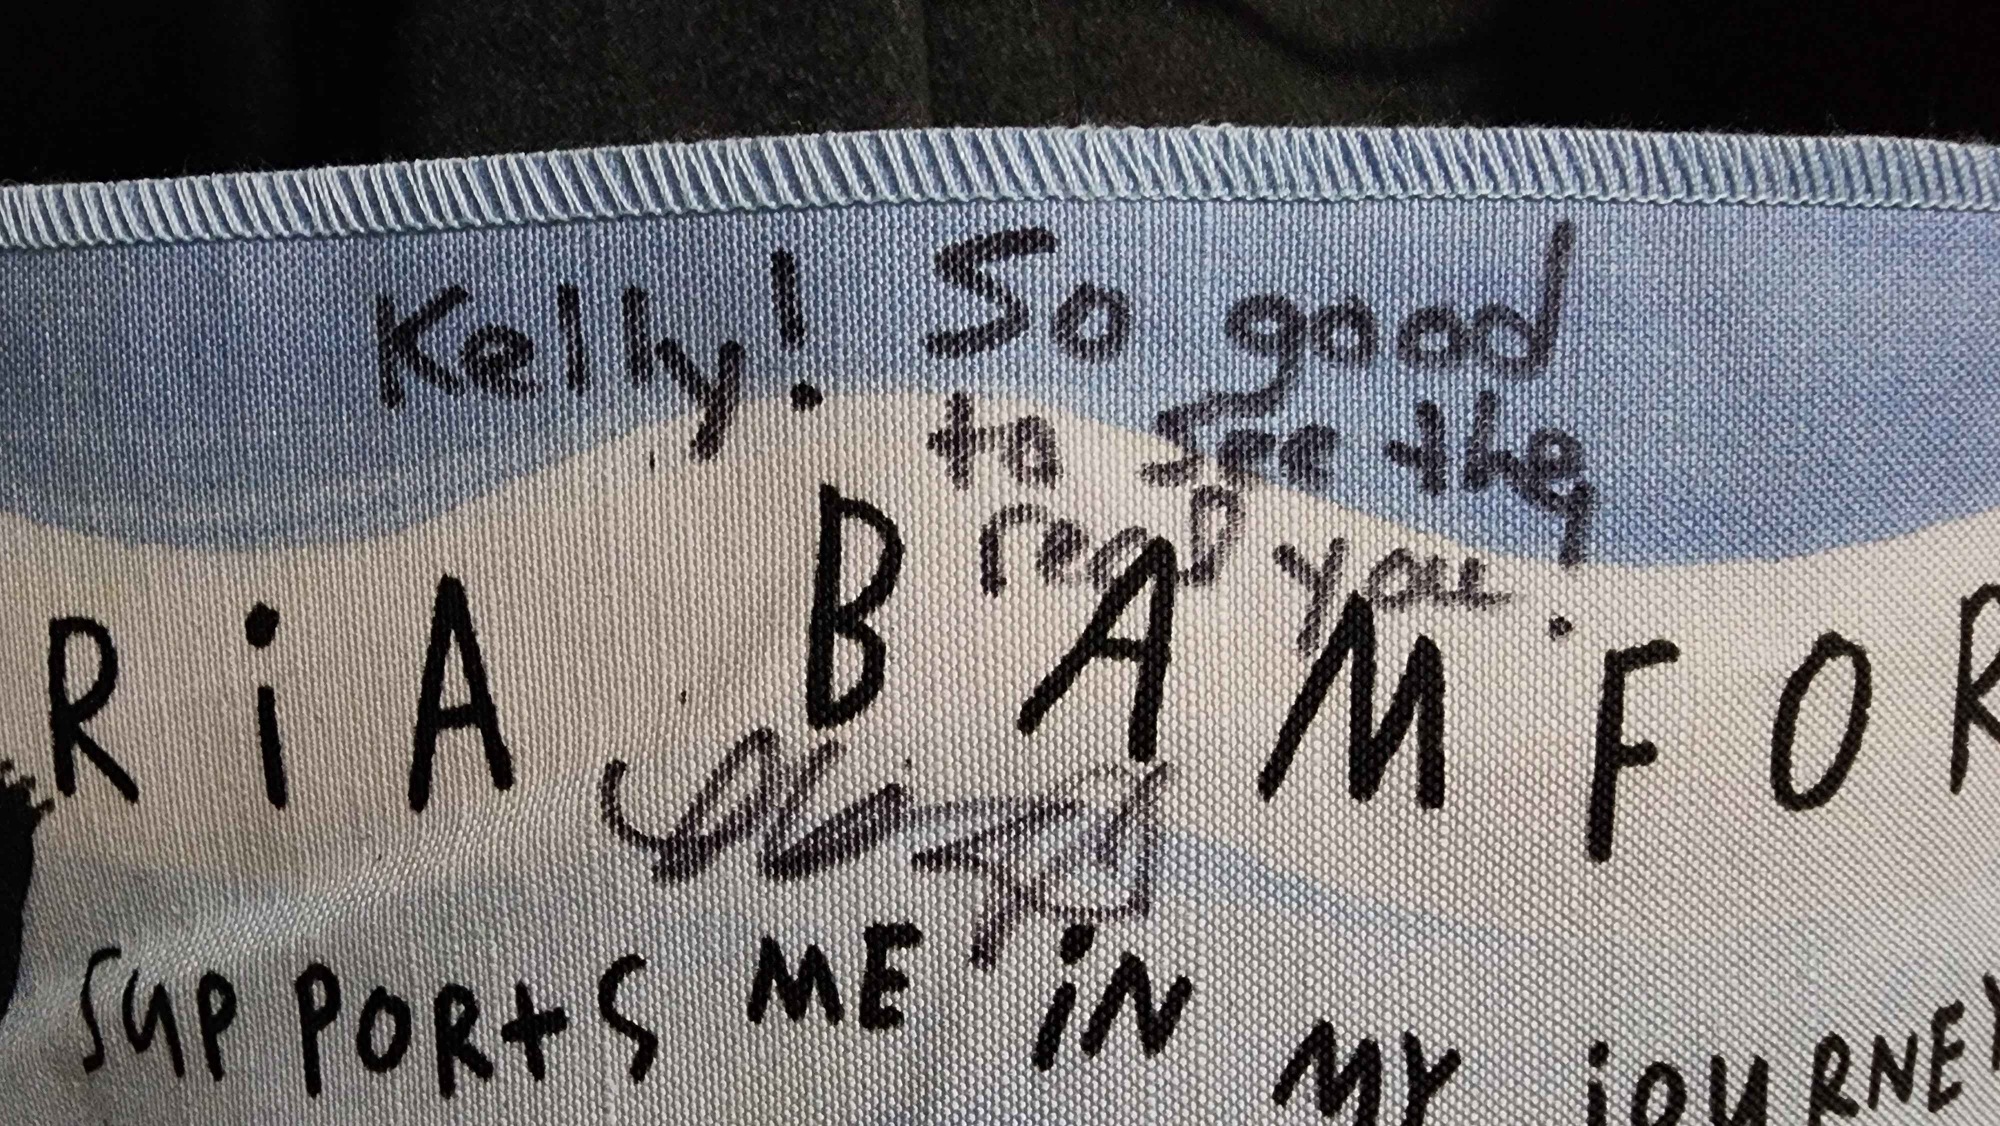 Kelly! So good
to see the
real you!
RiA BAMFOR
SUPPORTS ME iN MY JOURNEY